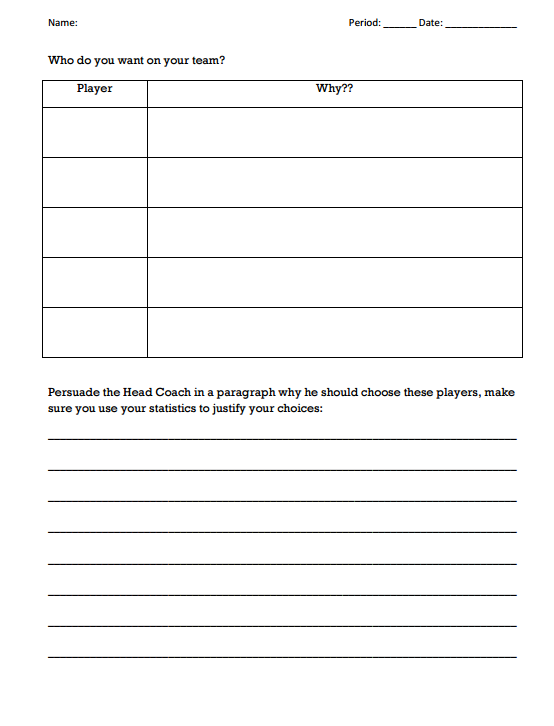 Name: Period: ______ Date: _____________
Who do you want on your team?
Player Why??
Persuade the Head Coach in a paragraph why he should choose these players, make
sure you use your statistics to justify your choices: